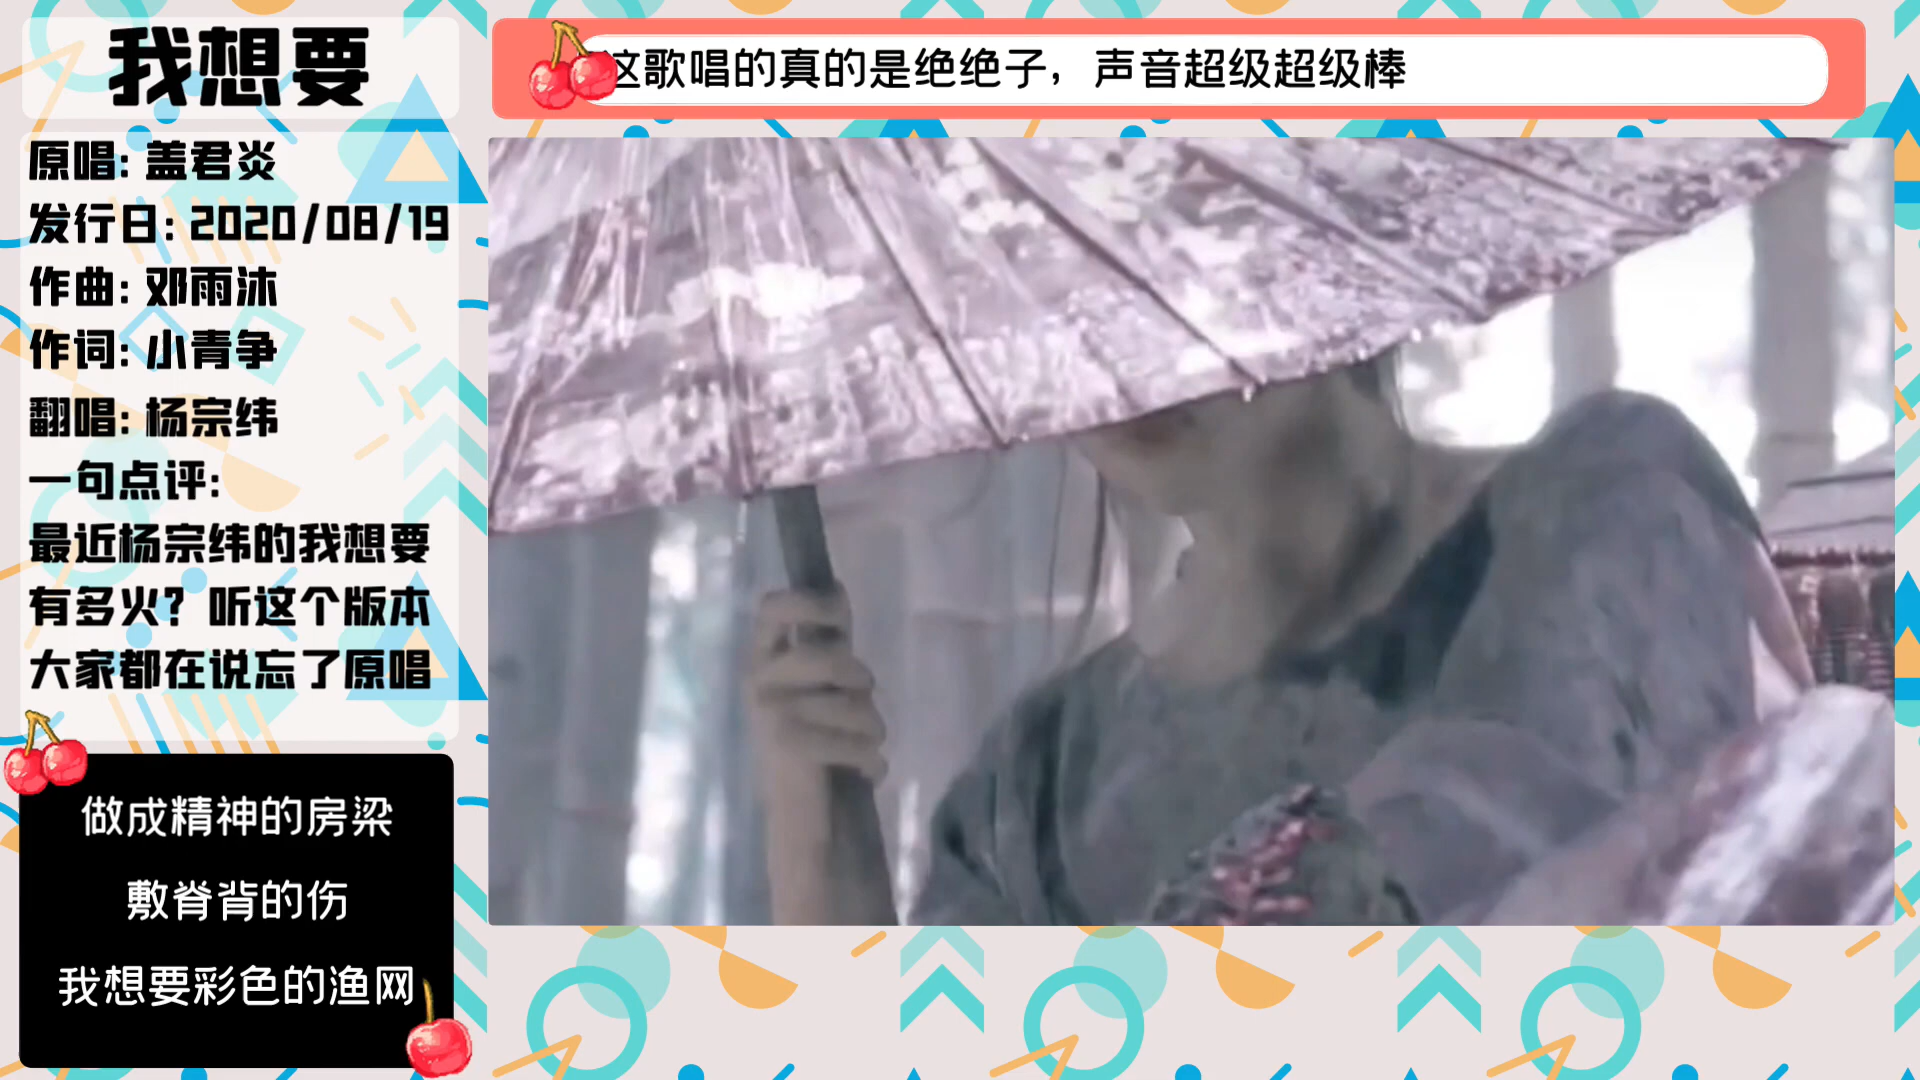 我想要
这歌唱的真的是绝绝子，声音超级超级棒
原唱: 盖君炎
发行日: 2020/08/19
作曲: 邓雨沐
作词: 小青争
翻唱: 杨宗纬
一句点评:
最近杨宗纬的我想要
有多火？听这个版本
大家都在说忘了原唱
做成精神的房梁
敷脊背的伤
我想要彩色的渔网